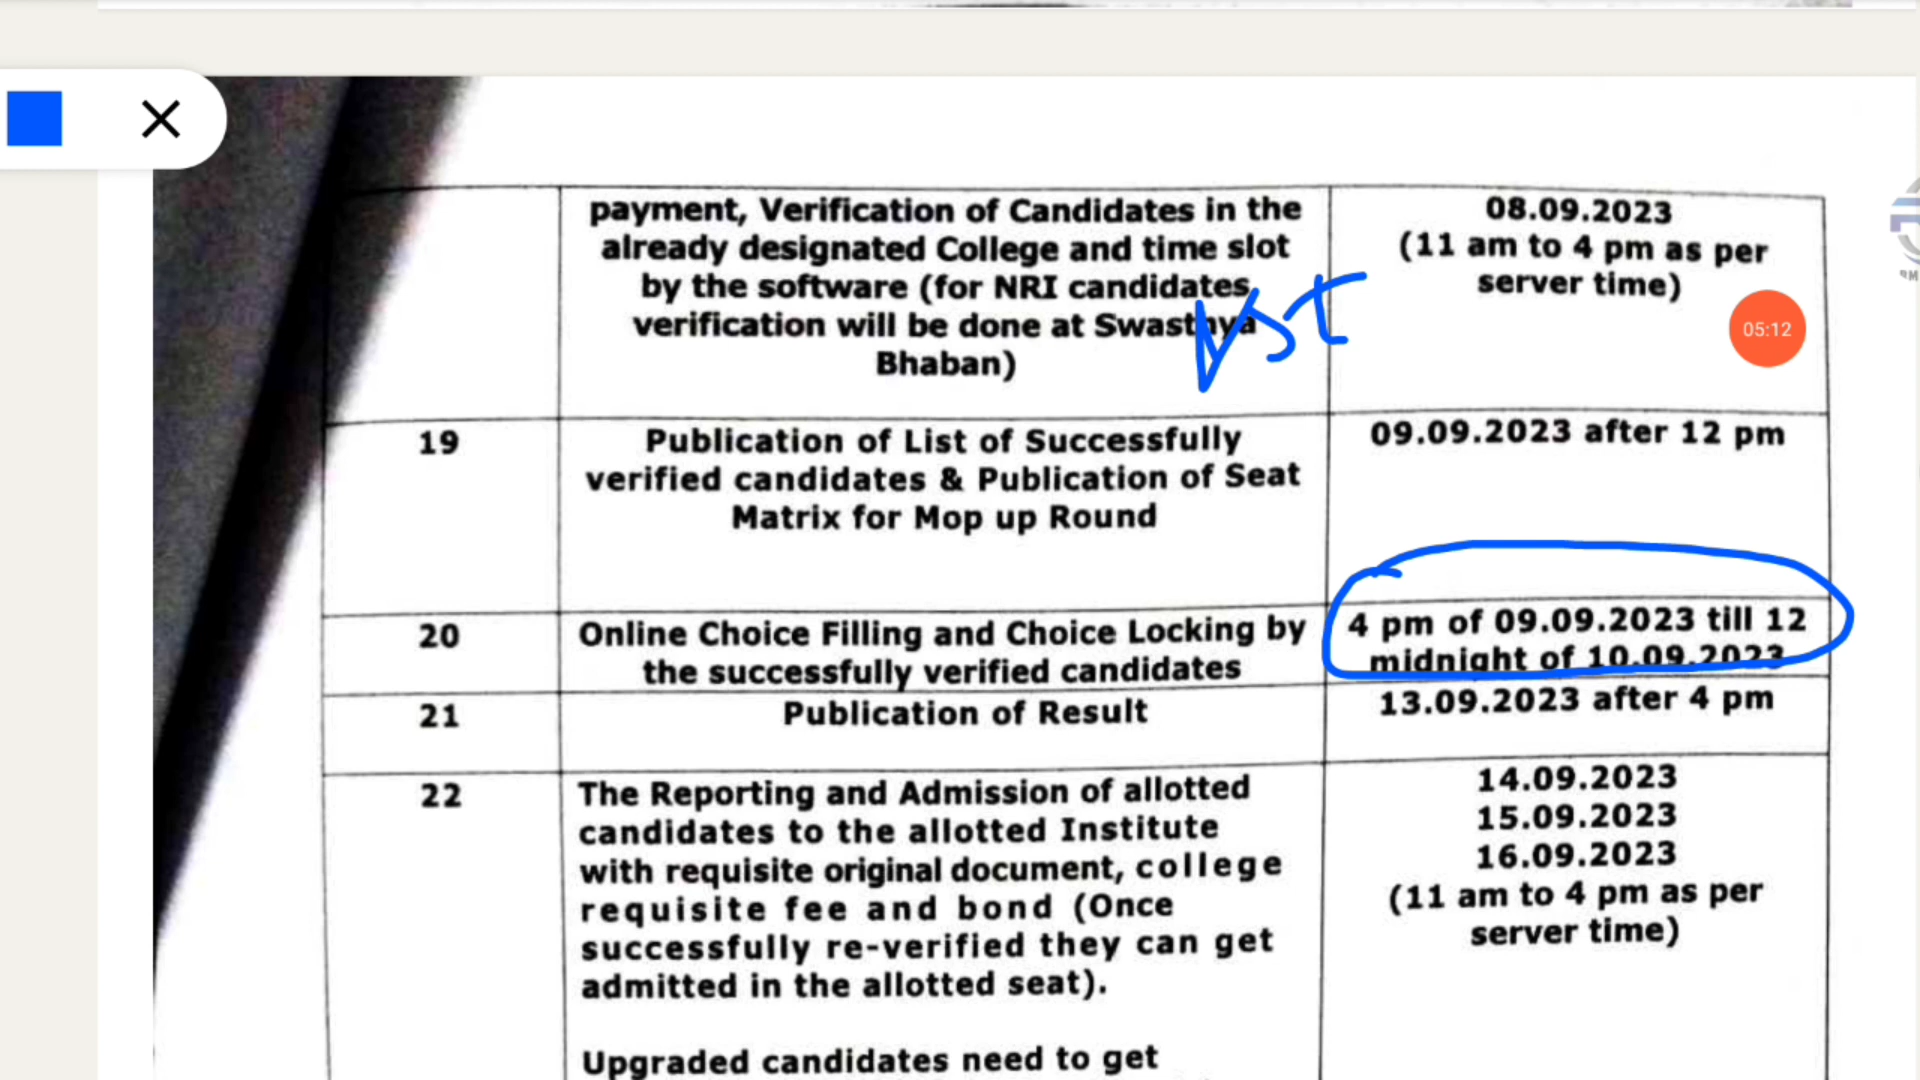 payment, Verification of Candidates in the
already designated College and time slot
by the software (for NRI candidates
verification will be done at Swasthya
Bhaban)
08.09.2023
(11 am to 4 pm as per
server time)
05:12
19
Publication of List of Successfully
verified candidates & Publication of Seat
Matrix for Mop up Round
09.09.2023 after 12 pm
20
Online Choice Filling and Choice Locking by
the successfully verified candidates
4 pm of 09.09.2023 till 12
midnight of 10.09.2023
21
Publication of Result
13.09.2023 after 4 pm
22
The Reporting and Admission of allotted
candidates to the allotted Institute
with requisite original document, college
requisite fee and bond (Once
successfully re-verified they can get
admitted in the allotted seat).
Upgraded candidates need to get
14.09.2023
15.09.2023
16.09.2023
(11 am to 4 pm as per
server time)